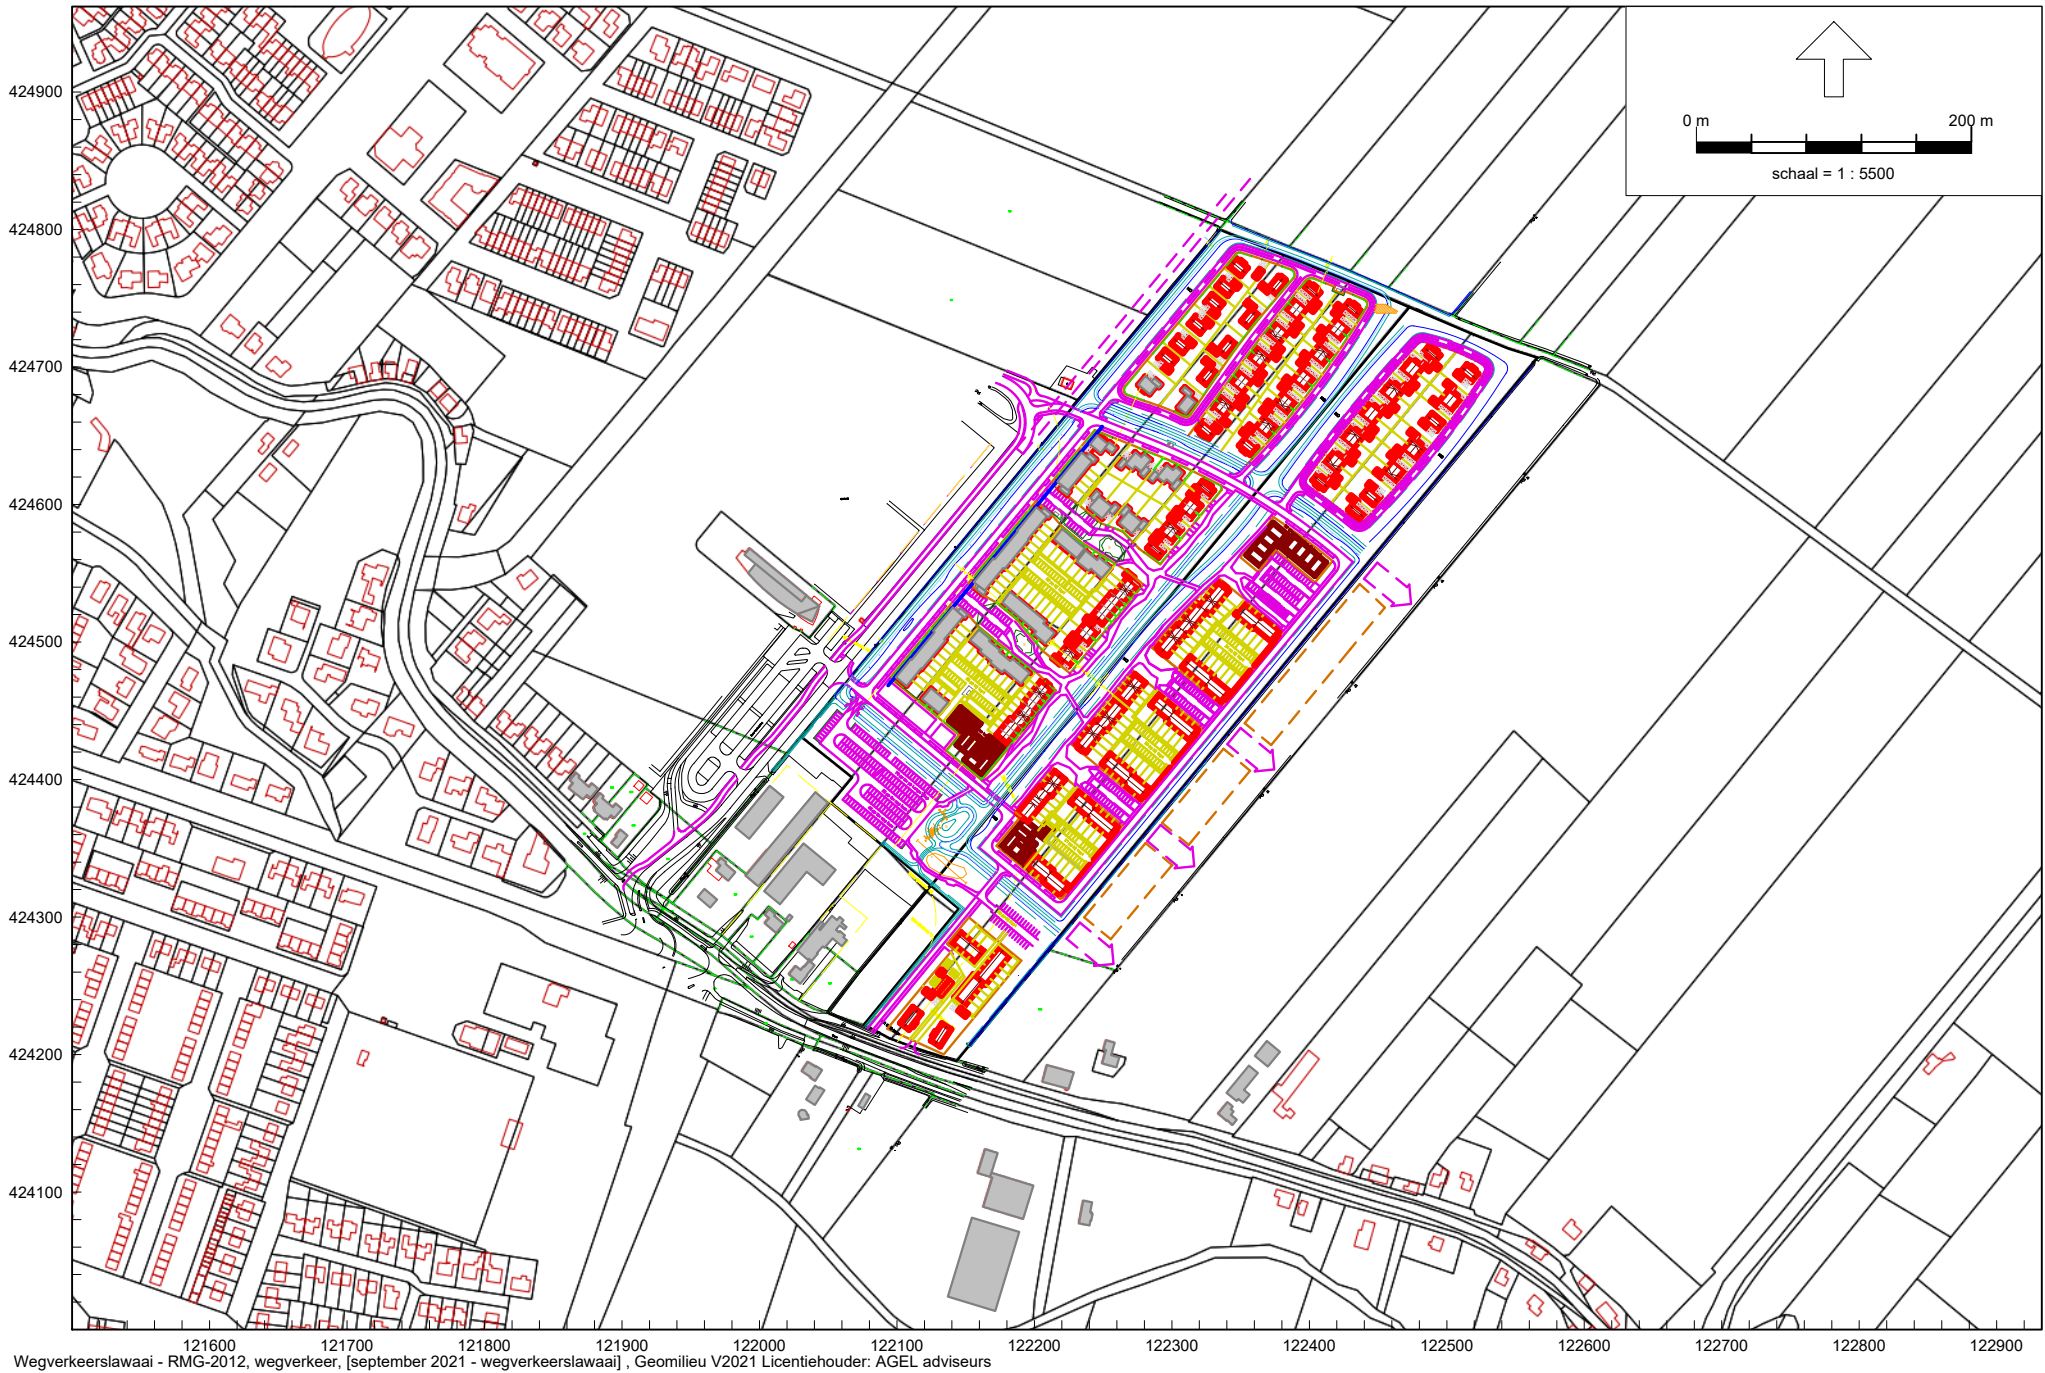 0 m 200 m
schaal = 1 : 5500
424900
424800
424700
424600
424500
424400
424300
424200
424100
121600 121700 121800 121900 122000 122100 122200 122300 122400 122500 122600 122700 122800 122900
Wegverkeerslawaai - RMG-2012, wegverkeer, [september 2021 - wegverkeerslawaai] , Geomilieu V2021 Licentiehouder: AGEL adviseurs